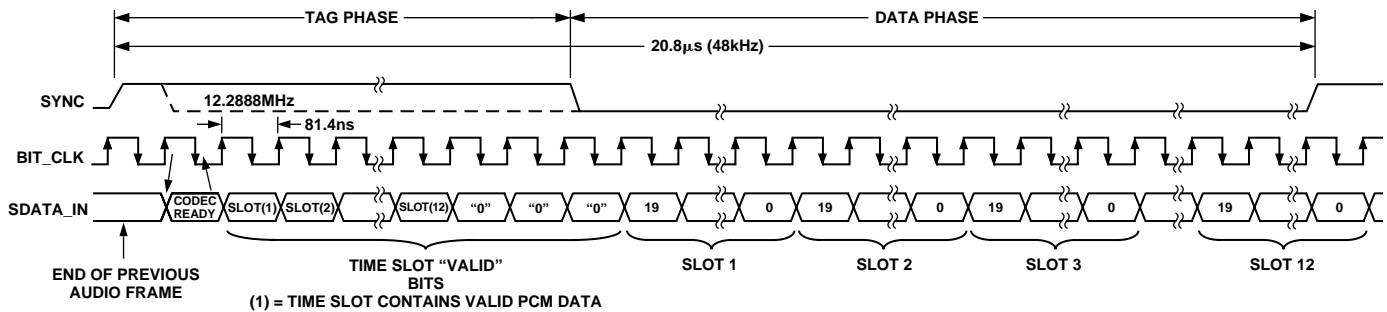 TAG PHASE
DATA PHASE
20.8µs (48kHz)
SYNC
12.2888MHz
81.4ns
BIT_CLK
SDATA_IN
CODEC
READY
SLOT(1)
SLOT(2)
SLOT(12)
“0”
“0”
“0”
19
0
19
0
19
0
19
0
END OF PREVIOUS
AUDIO FRAME
TIME SLOT “VALID”
BITS
(1) = TIME SLOT CONTAINS VALID PCM DATA
SLOT 1
SLOT 2
SLOT 3
SLOT 12